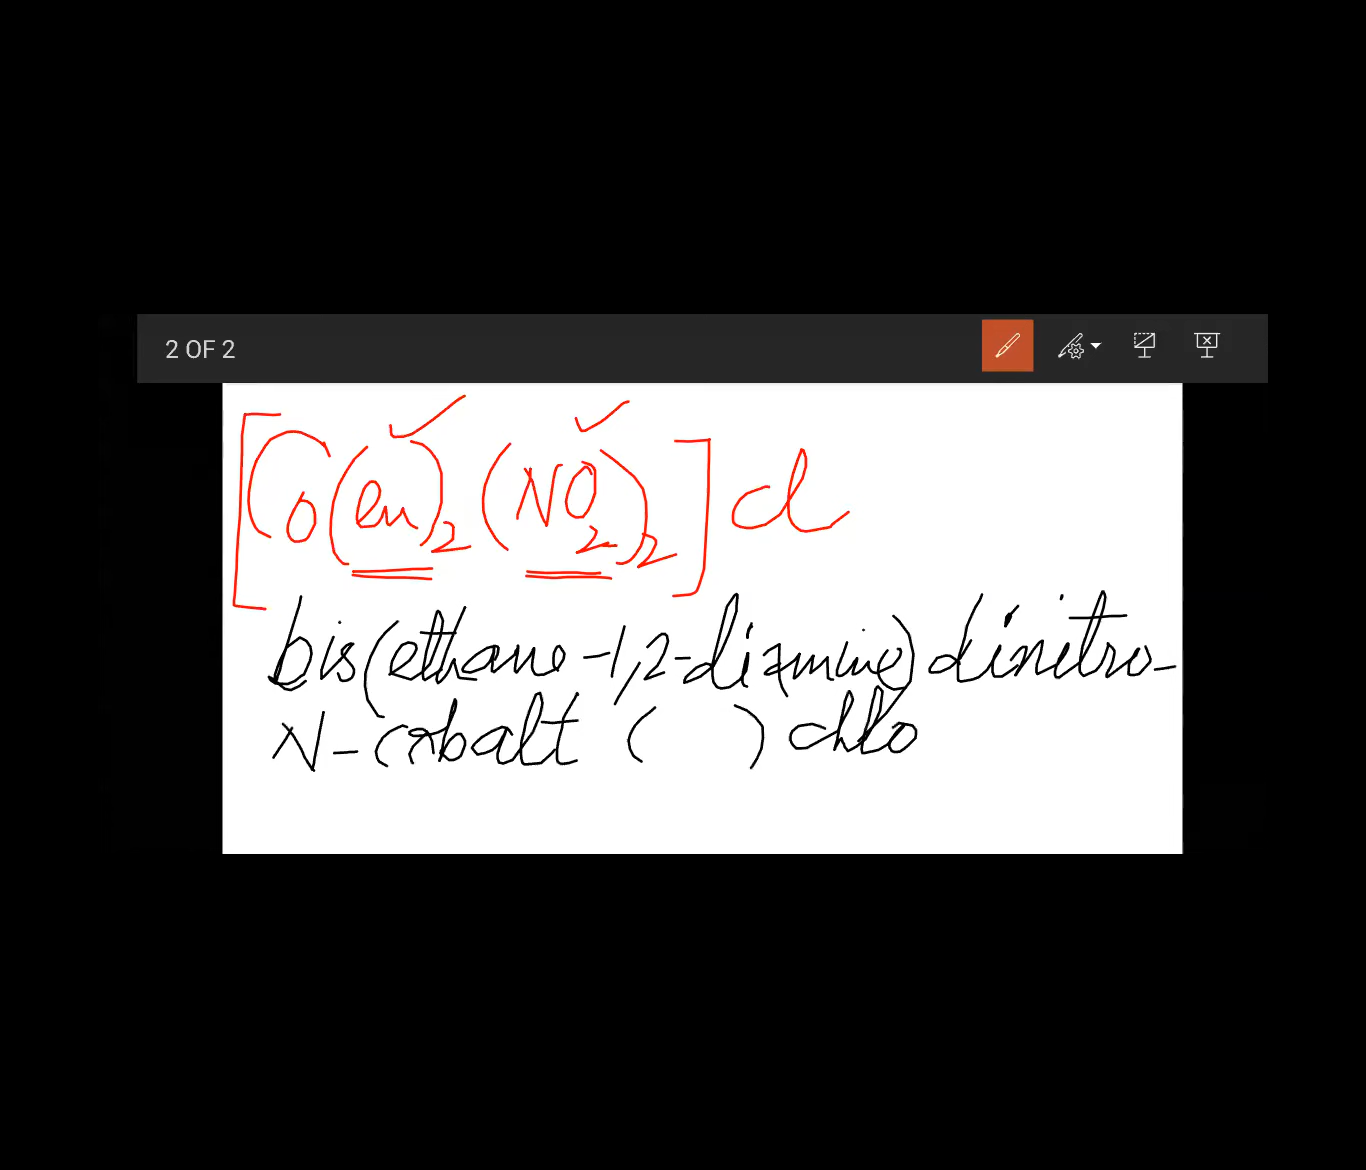 2 OF 2
[Co(en)2(NO2)2]Cl
bis(ethane-1,2-diamine)dinitro-
N-cobalt ( ) chlo